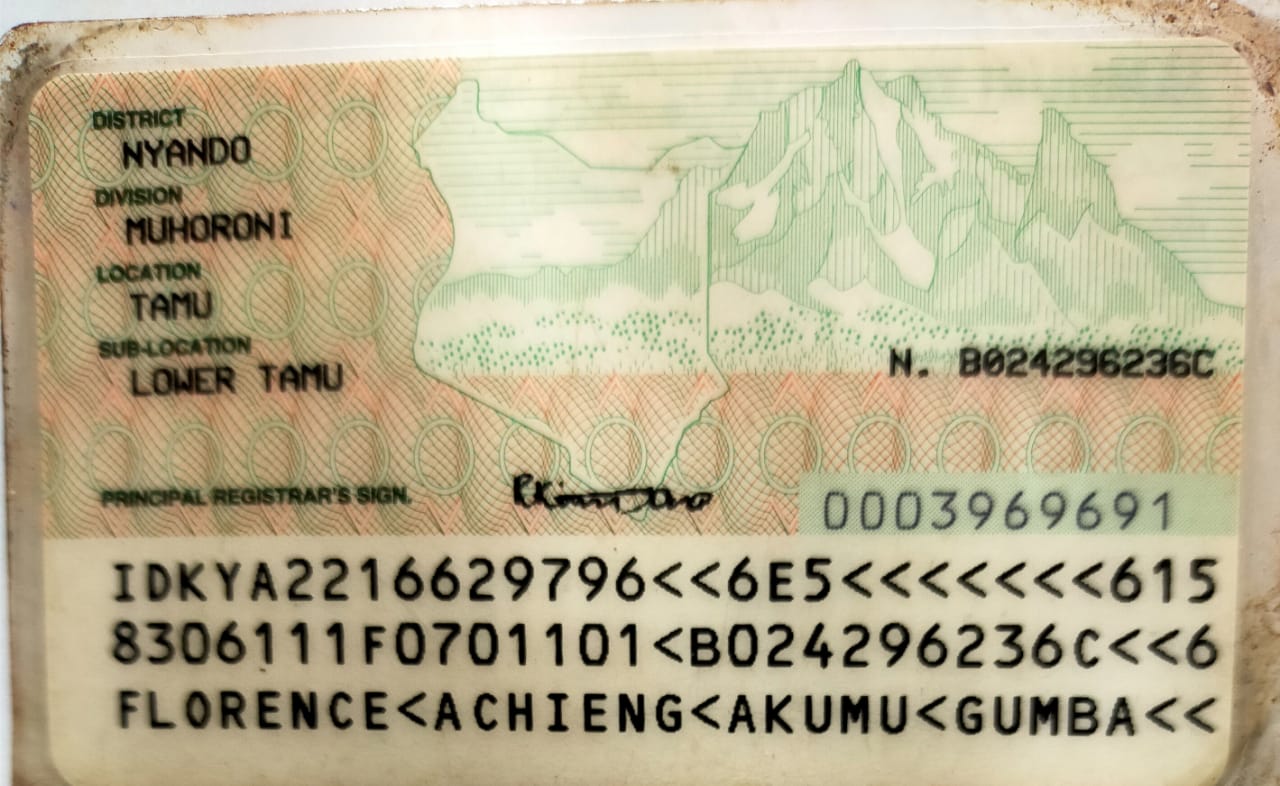 DISTRICT
NYANDO
DIVISION
MUHORONI
LOCATION
TAMU
SUB-LOCATION
LOWER TAMU
N. B024296236C
PRINCIPAL REGISTRAR'S SIGN.
0003969691
IDKYA2216629796<<6E5<<<<<<<615
8306111F0701101<B024296236C<<6
FLORENCE<ACHIENG<AKUMU<GUMBA<<